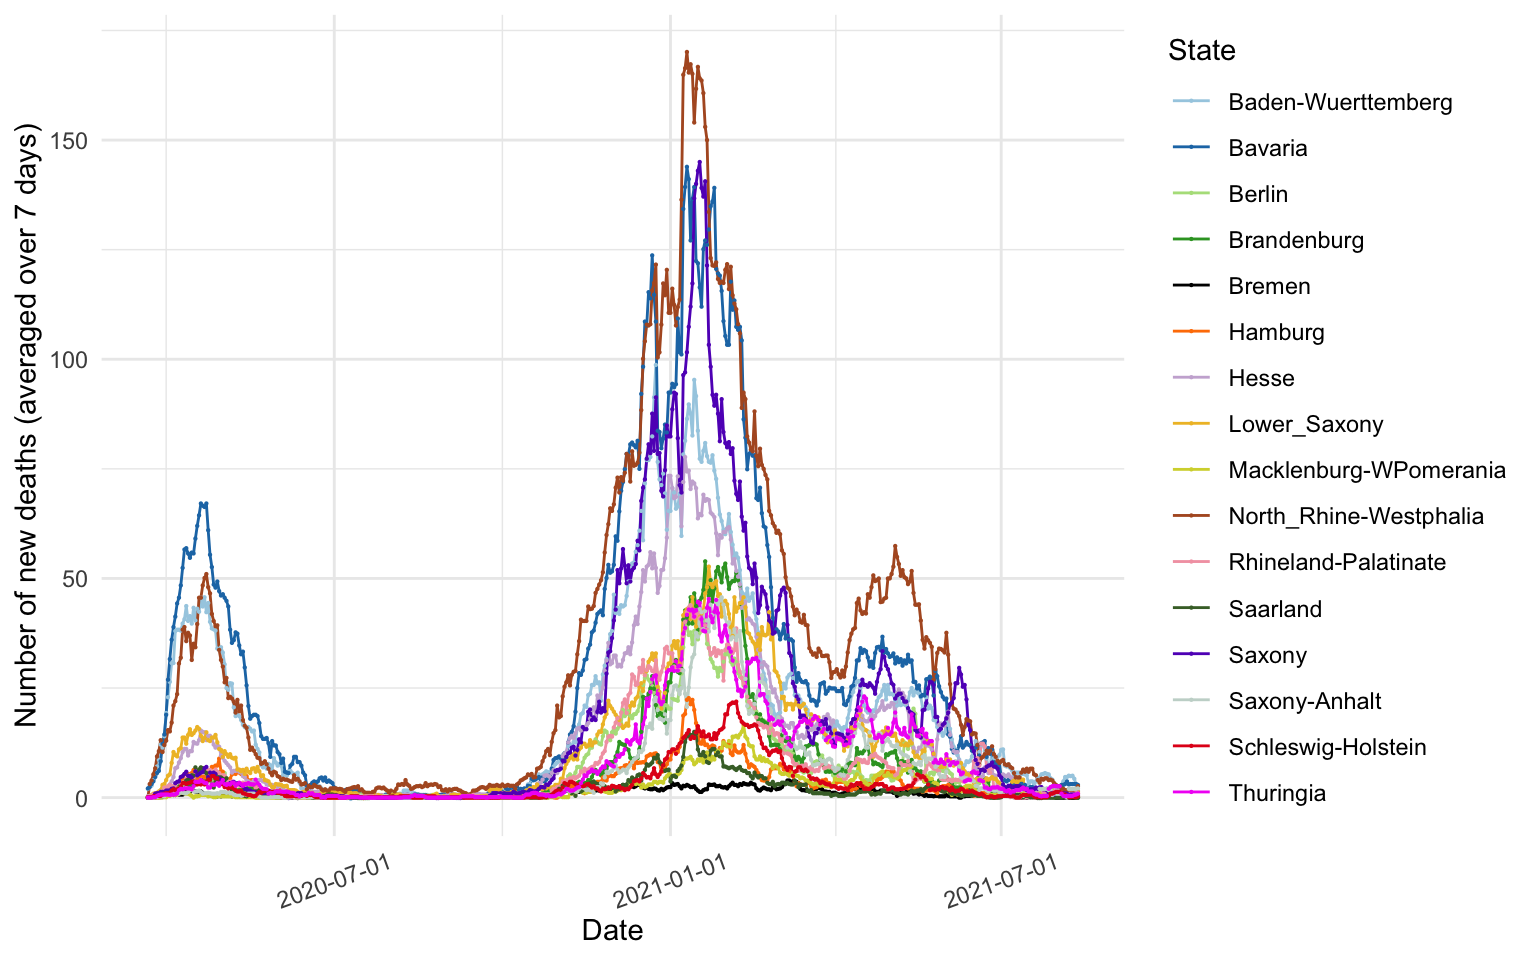 Number of new deaths (averaged over 7 days)
150
100
50
0
2020-07-01
2021-01-01
2021-07-01
Date
State
Baden-Wuerttemberg
Bavaria
Berlin
Brandenburg
Bremen
Hamburg
Hesse
Lower_Saxony
Macklenburg-WPomerania
North_Rhine-Westphalia
Rhineland-Palatinate
Saarland
Saxony
Saxony-Anhalt
Schleswig-Holstein
Thuringia